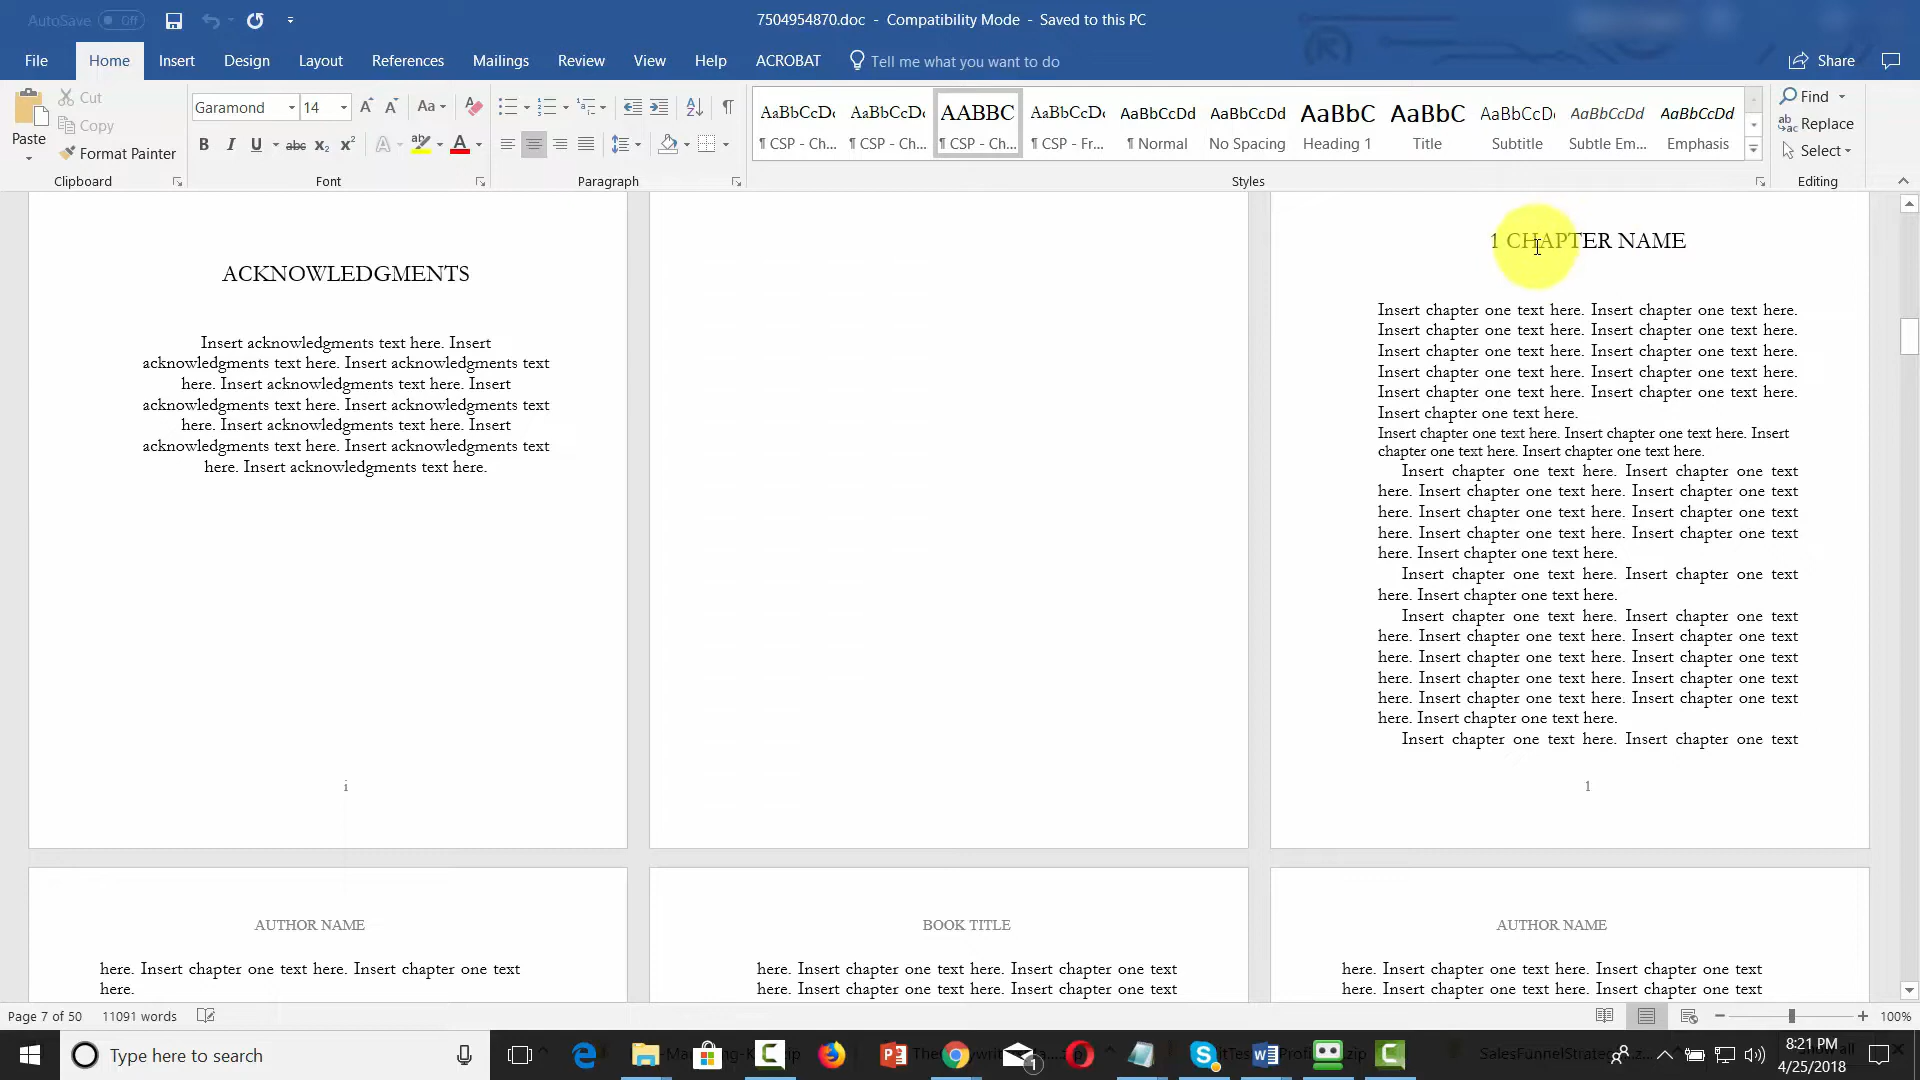 AutoSave Off
7504954870.doc - Compatibility Mode - Saved to this PC
File Home Insert Design Layout References Mailings Review View Help ACROBAT Tell me what you want to do Share
Paste
Cut
Copy
Format Painter
Clipboard
Garamond 14
Font
Paragraph
AaBbCcDc AaBbCcDc AABBC AaBbCcDc AaBbCcDd AaBbCcDd AaBbC AaBbC AaBbCcD AaBbCcDd AaBbCcDd
¶ CSP - Ch... ¶ CSP - Ch... ¶ CSP - Ch... ¶ CSP - Fr... ¶ Normal No Spacing Heading 1 Title Subtitle Subtle Em... Emphasis
Styles
Find
Replace
Select
Editing
ACKNOWLEDGMENTS
Insert acknowledgments text here. Insert
acknowledgments text here. Insert acknowledgments text
here. Insert acknowledgments text here. Insert
acknowledgments text here. Insert acknowledgments text
here. Insert acknowledgments text here. Insert
acknowledgments text here. Insert acknowledgments text
here. Insert acknowledgments text here.
i
1 CHAPTER NAME
Insert chapter one text here. Insert chapter one text here.
Insert chapter one text here. Insert chapter one text here.
Insert chapter one text here. Insert chapter one text here.
Insert chapter one text here. Insert chapter one text here.
Insert chapter one text here. Insert chapter one text here.
Insert chapter one text here.
Insert chapter one text here. Insert chapter one text here. Insert
chapter one text here. Insert chapter one text here.
Insert chapter one text here. Insert chapter one text
here. Insert chapter one text here. Insert chapter one text
here. Insert chapter one text here. Insert chapter one text
here. Insert chapter one text here. Insert chapter one text
here. Insert chapter one text here.
Insert chapter one text here. Insert chapter one text
here. Insert chapter one text here.
Insert chapter one text here. Insert chapter one text
here. Insert chapter one text here. Insert chapter one text
here. Insert chapter one text here. Insert chapter one text
here. Insert chapter one text here. Insert chapter one text
here. Insert chapter one text here. Insert chapter one text
here. Insert chapter one text here.
Insert chapter one text here. Insert chapter one text
1
AUTHOR NAME
here. Insert chapter one text here. Insert chapter one text
here.
BOOK TITLE
here. Insert chapter one text here. Insert chapter one text
here. Insert chapter one text here. Insert chapter one text
AUTHOR NAME
here. Insert chapter one text here. Insert chapter one text
here. Insert chapter one text here. Insert chapter one text
Page 7 of 50 11091 words 100%
Type here to search
8:21 PM
4/25/2018